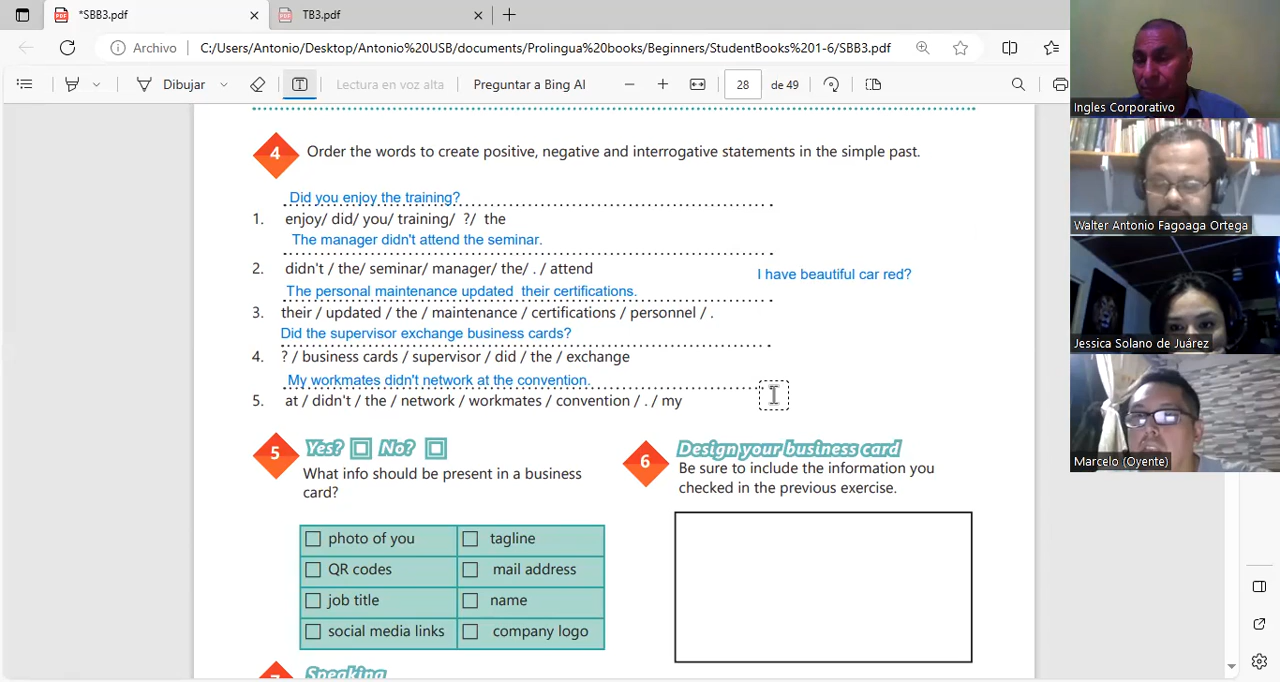 *SBB3.pdf
TB3.pdf
Archivo
C:/Users/Antonio/Desktop/Antonio%20USB/documents/Prolingua%20books/Beginners/StudentBooks%201-6/SBB3.pdf
Dibujar
Lectura en voz alta
Preguntar a Bing AI
28
de 49
4
Order the words to create positive, negative and interrogative statements in the simple past.
Did you enjoy the training?
1. enjoy/ did/ you/ training/ ?/ the
The manager didn't attend the seminar.
2. didn't / the/ seminar/ manager/ the/ . / attend
I have beautiful car red?
The personal maintenance updated their certifications.
3. their / updated / the / maintenance / certifications / personnel / .
Did the supervisor exchange business cards?
4. ? / business cards / supervisor / did / the / exchange
My workmates didn't network at the convention.
5. at / didn't / the / network / workmates / convention / . / my
5
Yes? No?
What info should be present in a business
card?
photo of you
tagline
QR codes
mail address
job title
name
social media links
company logo
6
Design your business card
Be sure to include the information you
checked in the previous exercise.
7
Speaking
Ingles Corporativo
Walter Antonio Fagoaga Ortega
Jessica Solano de Juárez
Marcelo (Oyente)